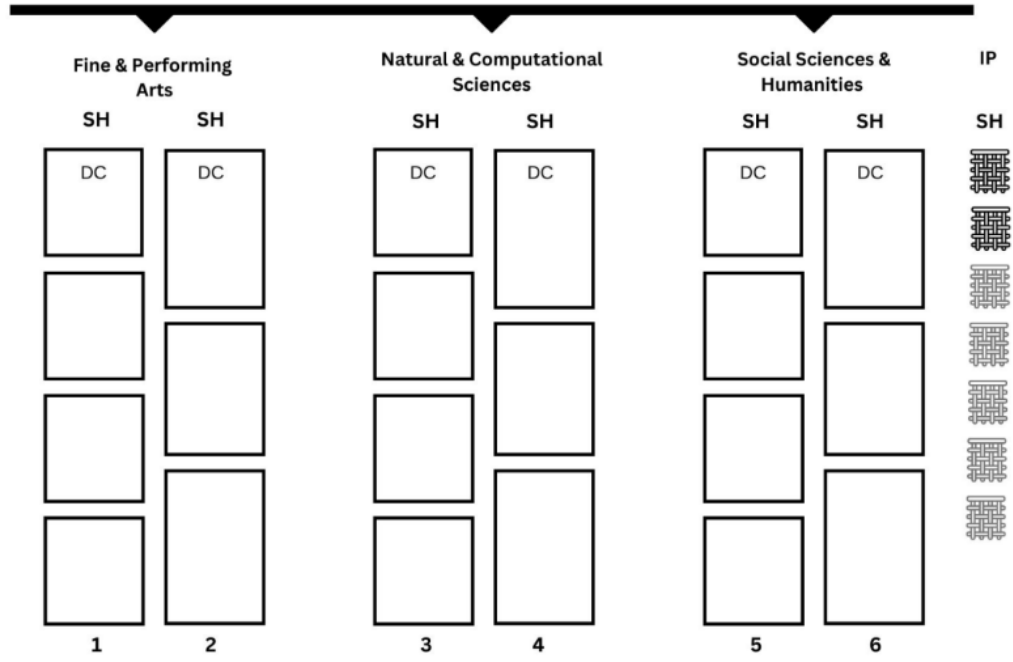 Fine & Performing
Arts
Natural & Computational
Sciences
Social Sciences &
Humanities
IP
SH
SH
SH
SH
SH
SH
SH
DC
DC
DC
DC
DC
DC
1
2
3
4
5
6